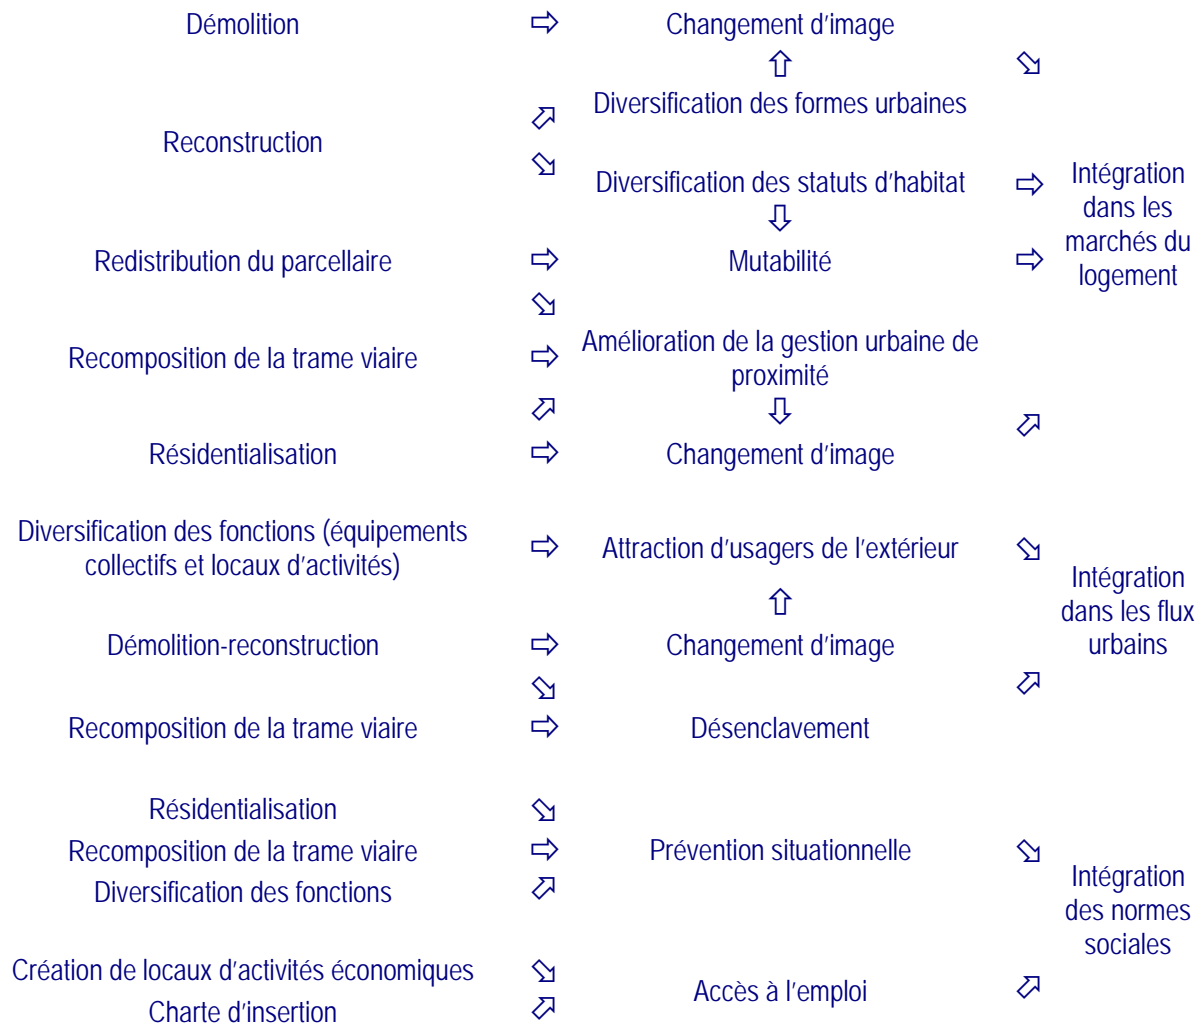 Démolition ⇨ Changement d'image
⇧ ⬂
Diversification des formes urbaines
⬀
Reconstruction
⬂
Diversification des statuts d'habitat ⇨
⇩
Intégration
dans les
marchés du
logement
Redistribution du parcellaire ⇨ Mutabilité ⇨
⬂
Recomposition de la trame viaire ⇨ Amélioration de la gestion urbaine de
proximité
⬀ ⇩ ⬀
Résidentialisation ⇨ Changement d'image
Diversification des fonctions (équipements
collectifs et locaux d'activités)
⇨ Attraction d'usagers de l'extérieur ⬂
⇧
Intégration
dans les flux
urbains
Démolition-reconstruction ⇨ Changement d'image
⬂ ⬀
Recomposition de la trame viaire ⇨ Désenclavement
Résidentialisation ⬂
Recomposition de la trame viaire ⇨ Prévention situationnelle ⬂
Diversification des fonctions ⬀
Intégration
des normes
sociales
Création de locaux d'activités économiques ⬂
Charte d'insertion ⬀
Accès à l'emploi ⬀